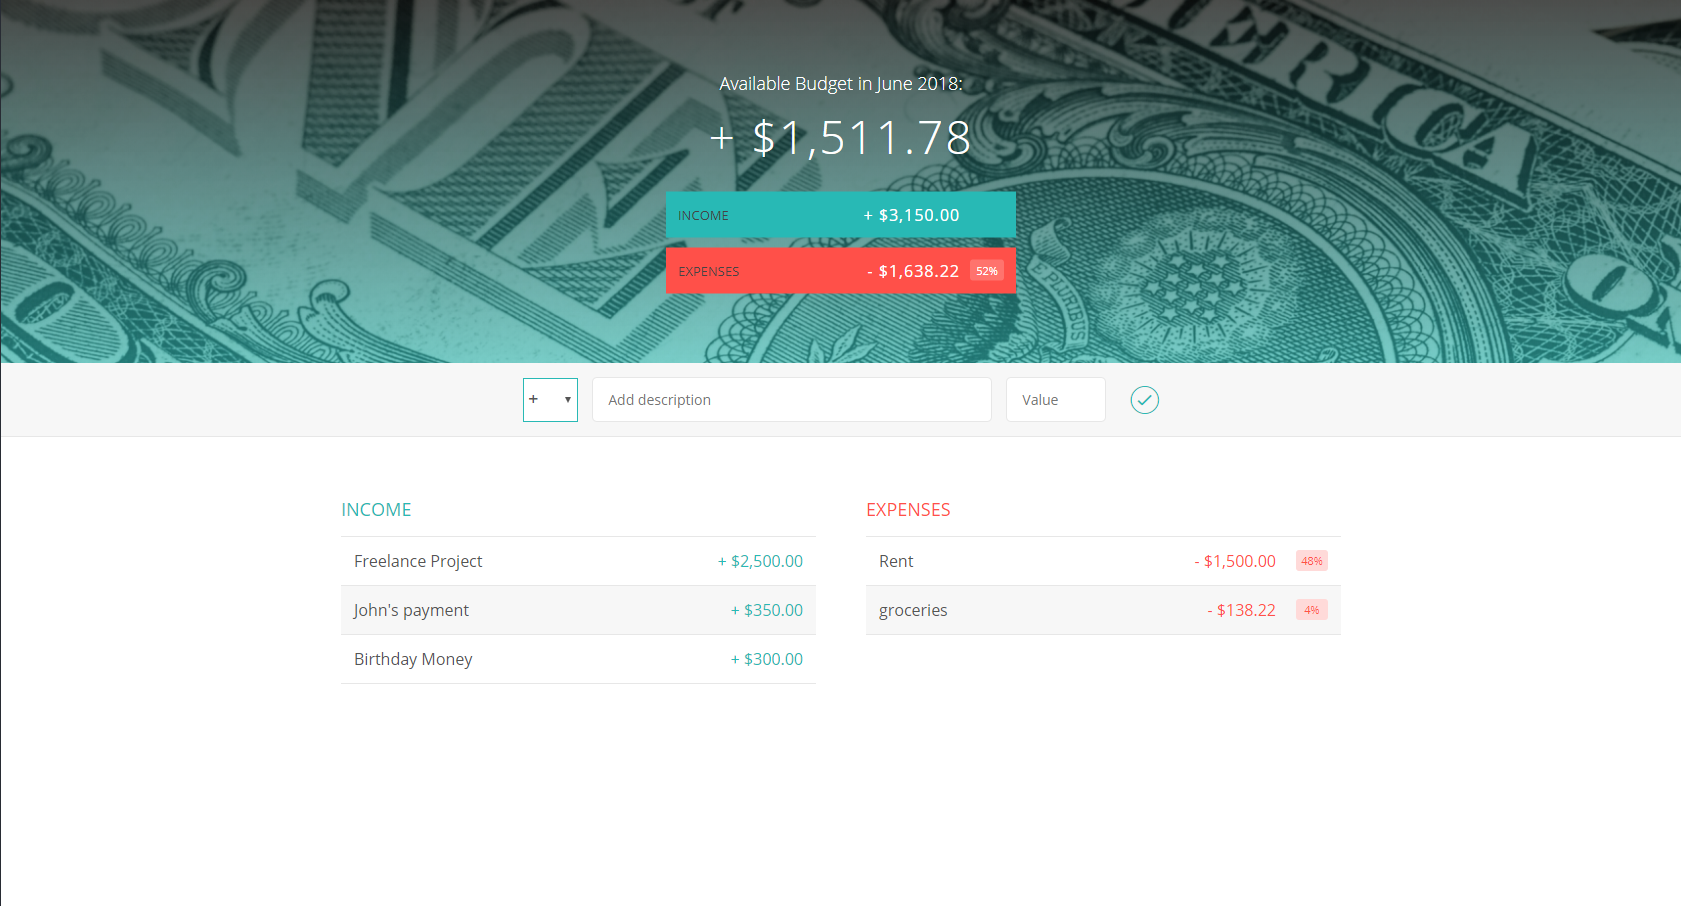 ERICA
PLURIBUS
Available Budget in June 2018:
+ $1,511.78
INCOME + $3,150.00
EXPENSES - $1,638.22 52%
+ ▼ Add description Value
INCOME
Freelance Project + $2,500.00
John's payment + $350.00
Birthday Money + $300.00
EXPENSES
Rent - $1,500.00 48%
groceries - $138.22 4%